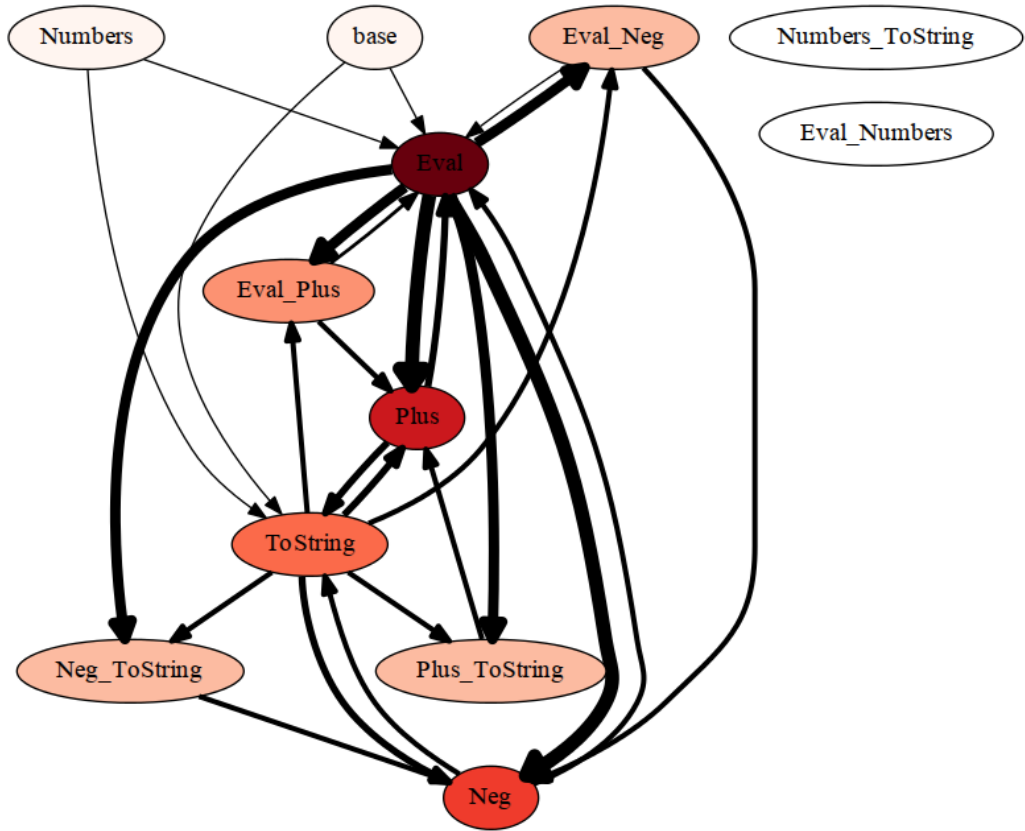 Numbers
base
Eval_Neg
Numbers_ToString
Eval_Numbers
Eval
Eval_Plus
Plus
ToString
Neg_ToString
Plus_ToString
Neg